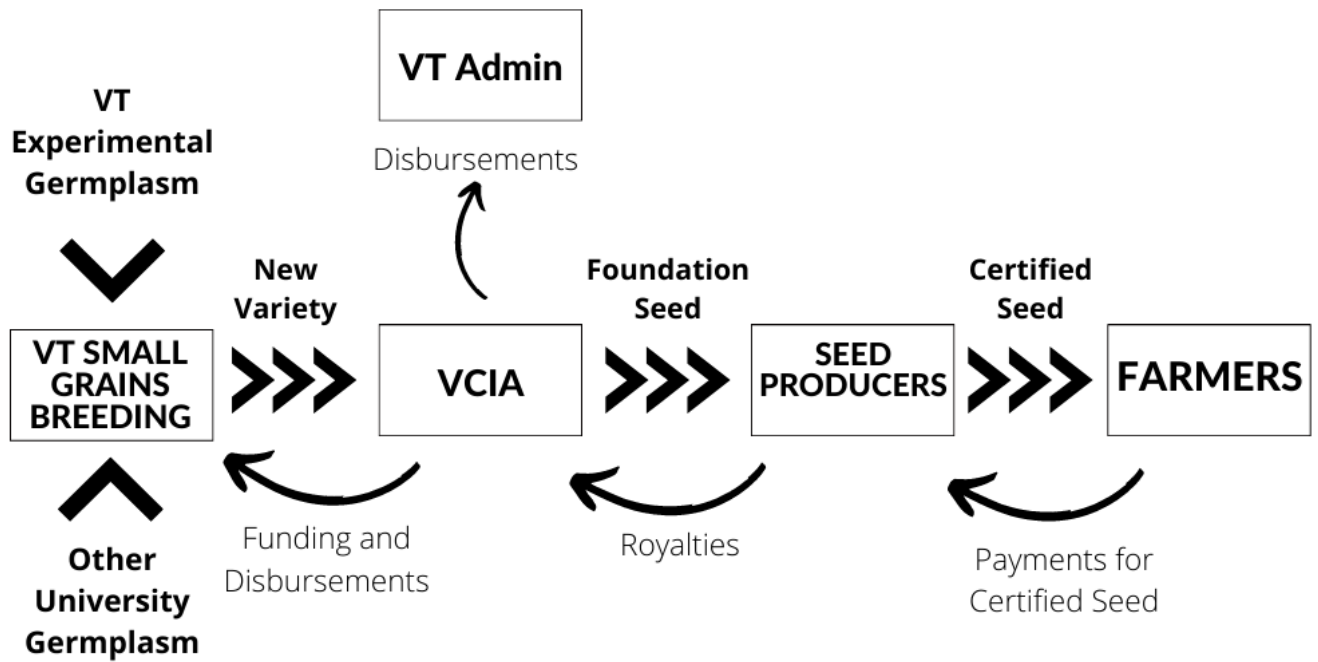 VT Admin
VT
Experimental
Germplasm
Disbursements
New
Variety
Foundation
Seed
Certified
Seed
VT SMALL
GRAINS
BREEDING
VCIA
SEED
PRODUCERS
FARMERS
Funding and
Disbursements
Royalties
Payments for
Certified Seed
Other
University
Germplasm